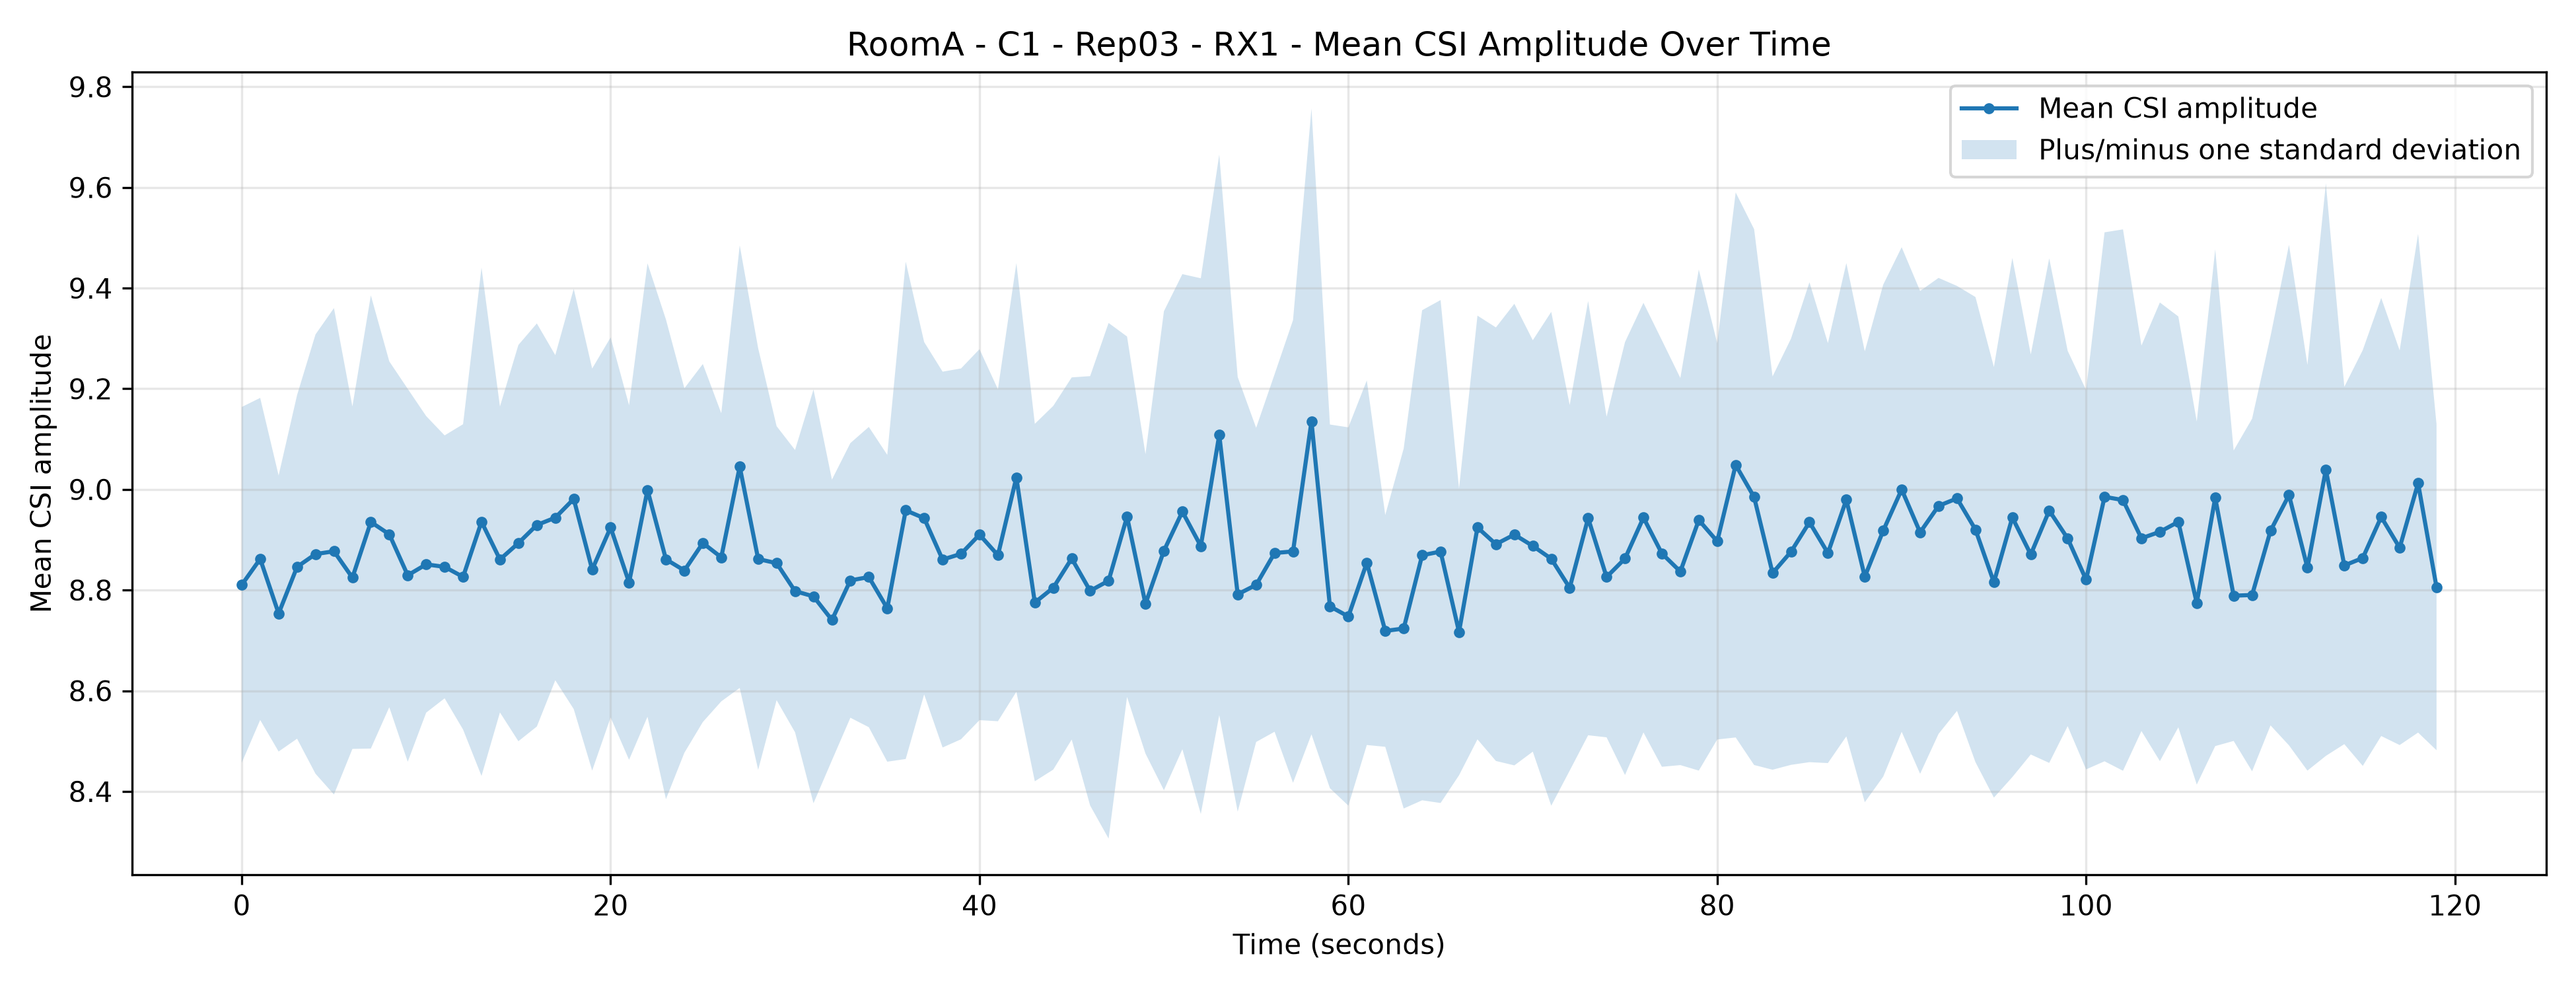 RoomA - C1 - Rep03 - RX1 - Mean CSI Amplitude Over Time
Mean CSI amplitude
Plus/minus one standard deviation
Mean CSI amplitude
9.8
9.6
9.4
9.2
9.0
8.8
8.6
8.4
0 20 40 60 80 100 120
Time (seconds)